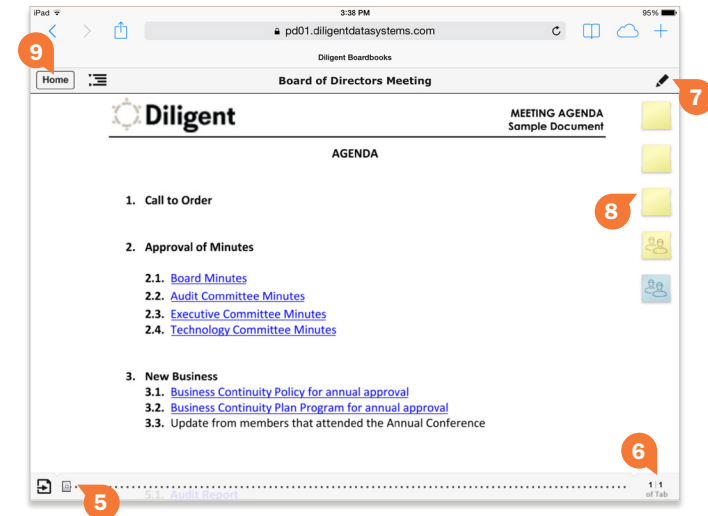 iPad 3:38 PM 95%
pd01.diligentdatasystems.com
Diligent Boardbooks
9
Home Board of Directors Meeting
7
Diligent MEETING AGENDA
Sample Document
AGENDA
1. Call to Order
8
2. Approval of Minutes
2.1. Board Minutes
2.2. Audit Committee Minutes
2.3. Executive Committee Minutes
2.4. Technology Committee Minutes
3. New Business
3.1. Business Continuity Policy for annual approval
3.2. Business Continuity Plan Program for annual approval
3.3. Update from members that attended the Annual Conference
6
1 | 1
of Tab
5
5.1. Audit Report